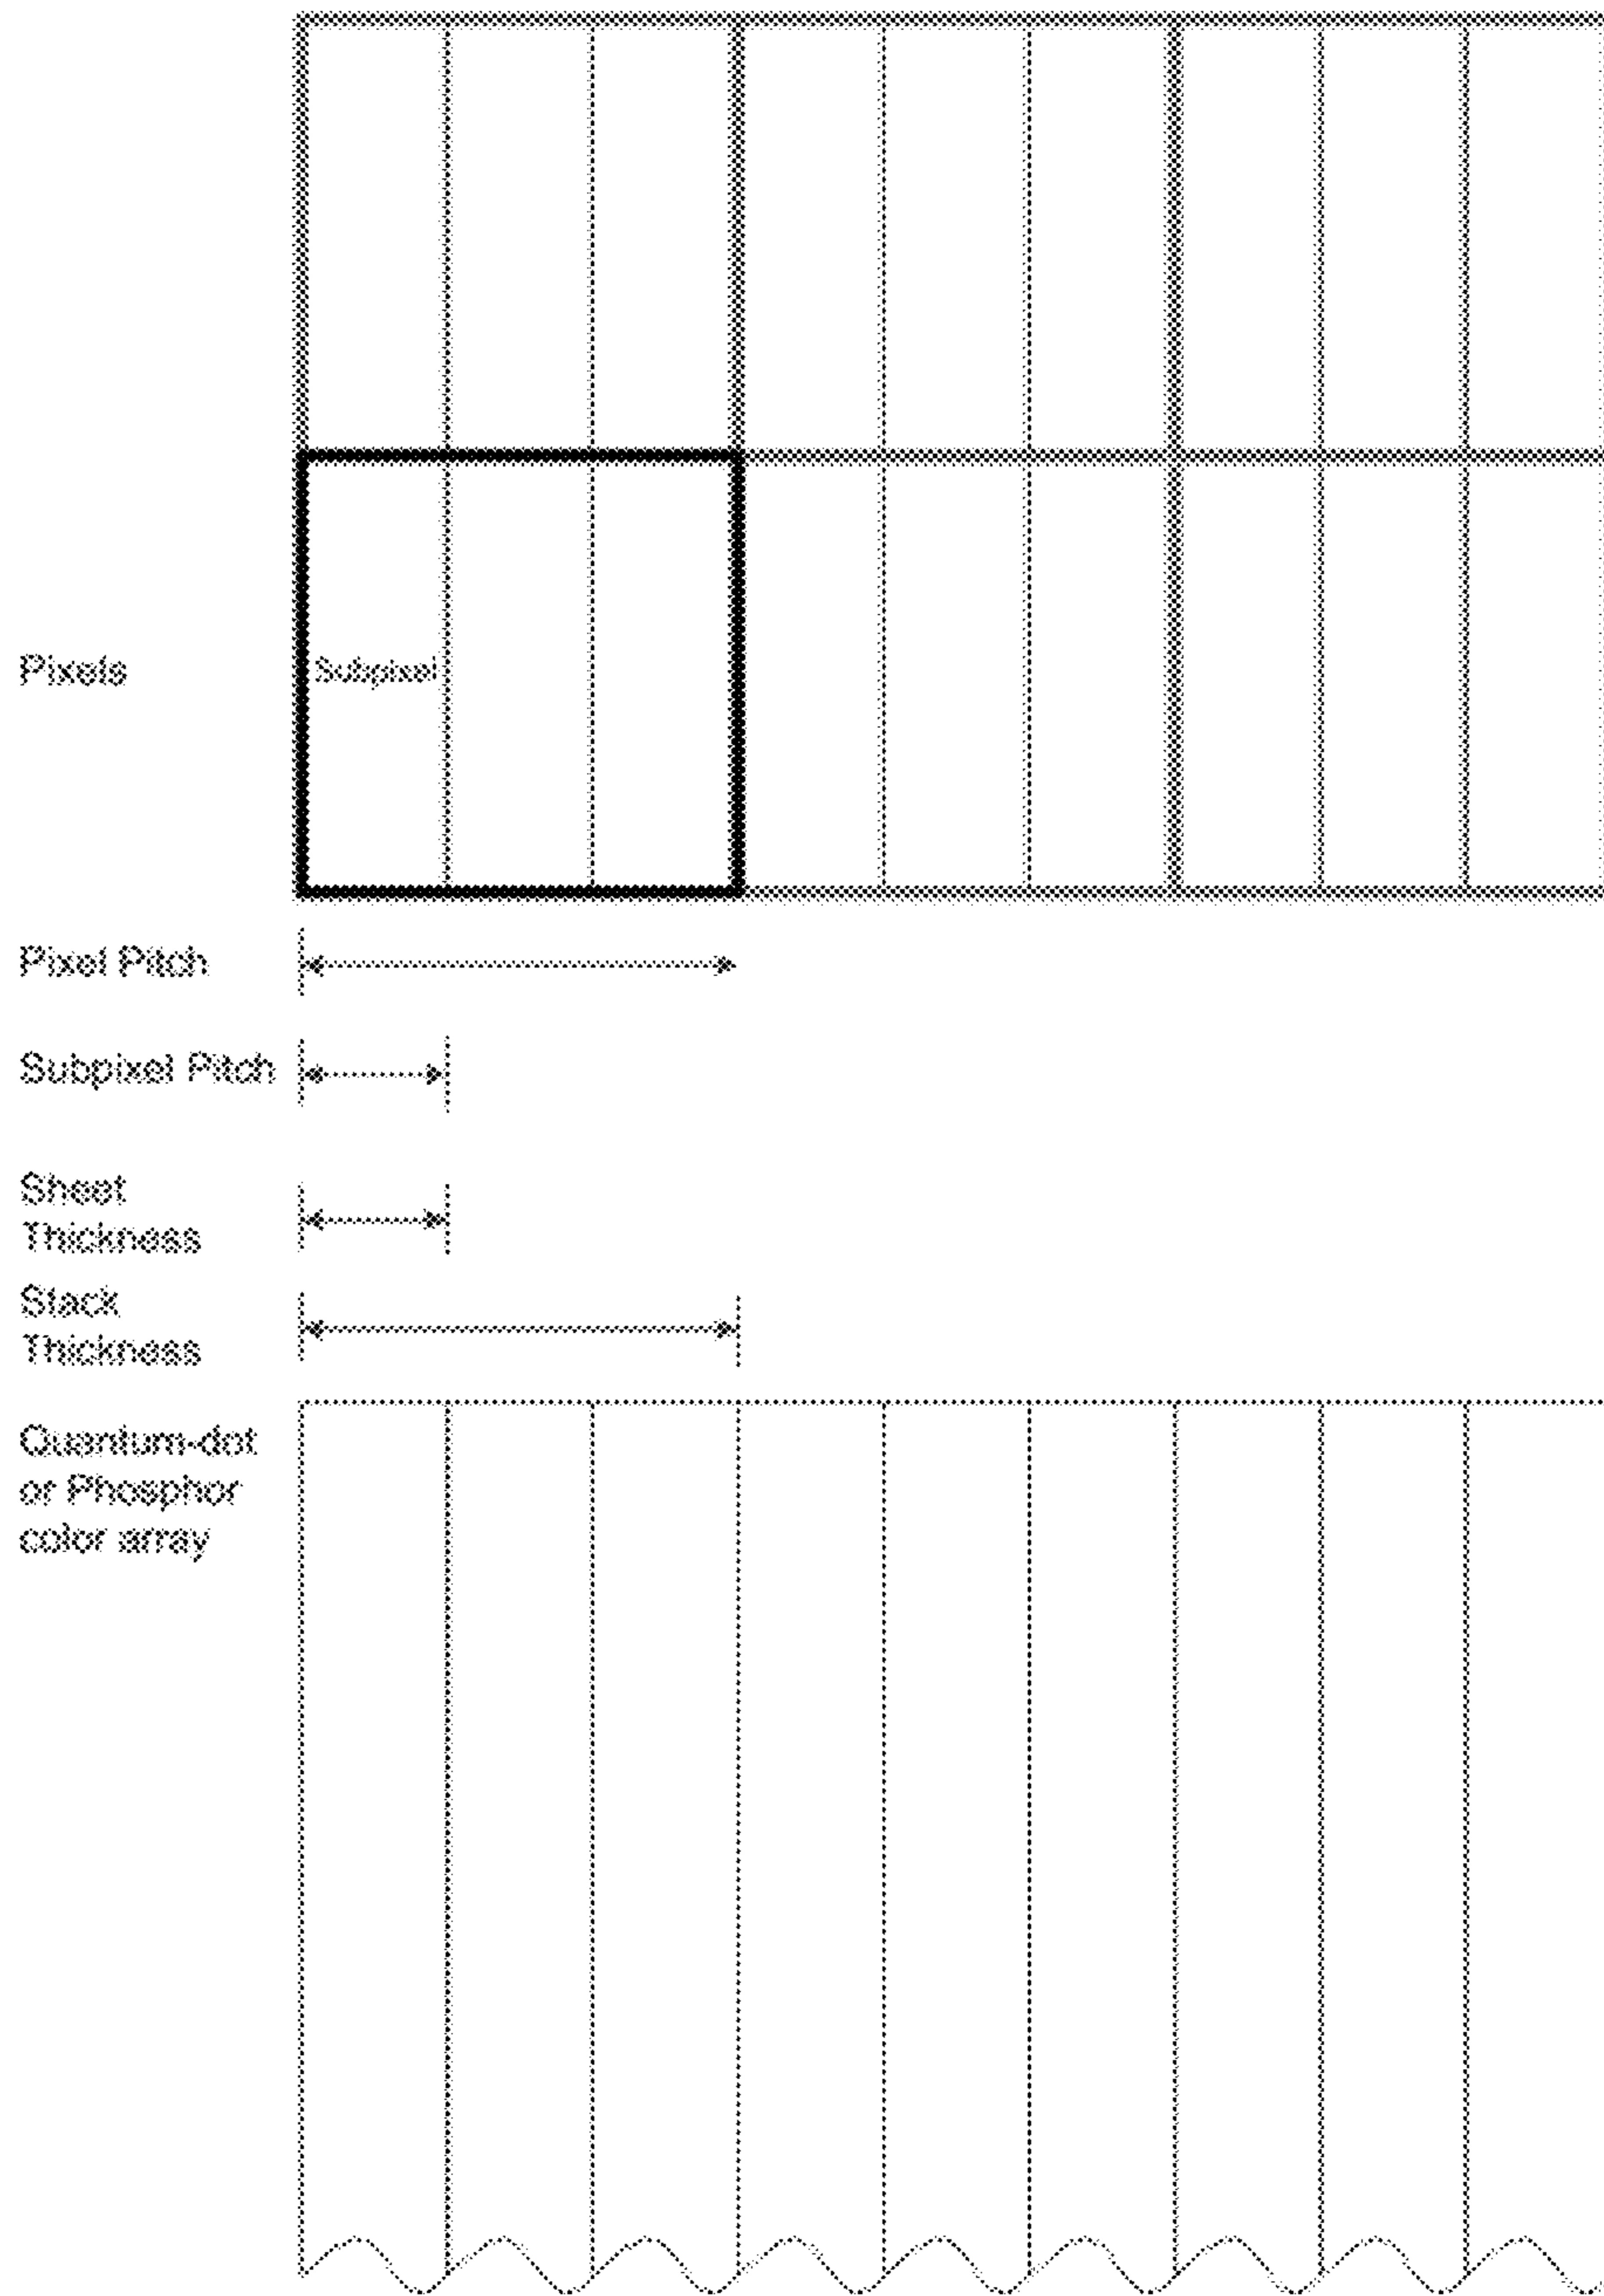 Pixels
Subpixel
Pixel Pitch
Subpixel Pitch
Sheet
Thickness
Stack
Thickness
Quantum-dot
or Phosphor
color array